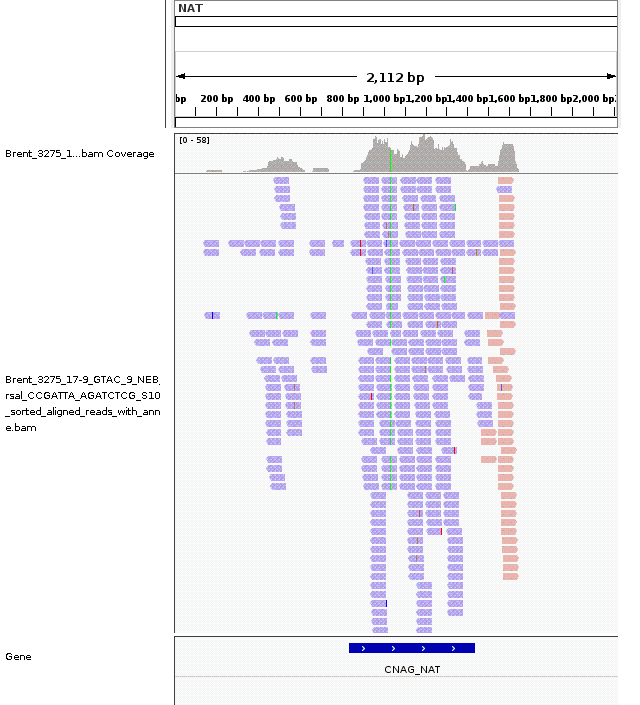 NAT
2,112 bp
bp 200 bp 400 bp 600 bp 800 bp 1,000 bp 1,200 bp 1,400 bp 1,600 bp 1,800 bp 2,000 bp
[0 - 58]
Brent_3275_1...bam Coverage
Brent_3275_17-9_GTAC_9_NEB_
rsal_CCGATTA_AGATCTCG_S10
_sorted_aligned_reads_with_ann
e.bam
Gene
CNAG_NAT